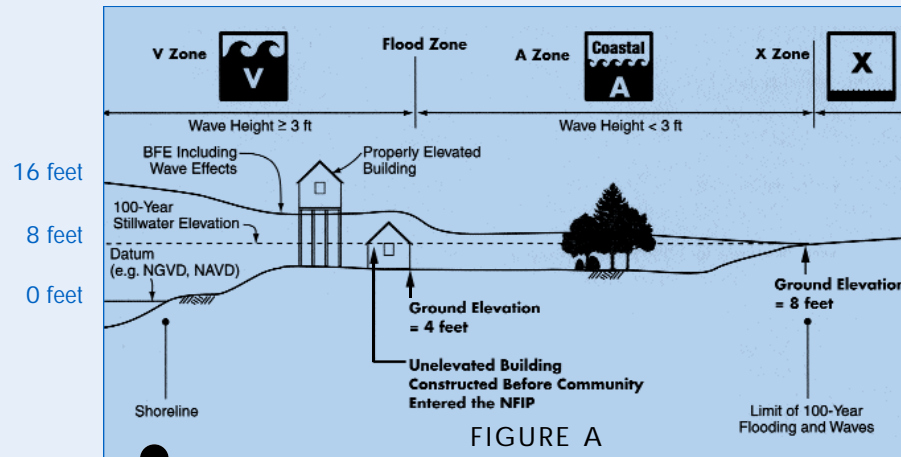 V Zone
V
Flood Zone
A Zone
Coastal
A
X Zone
X
Wave Height ≥ 3 ft
Wave Height < 3 ft
BFE Including
Wave Effects
Properly Elevated
Building
16 feet
100-Year
Stillwater Elevation
8 feet
Datum
(e.g. NGVD, NAVD)
0 feet
Ground Elevation
= 4 feet
Ground Elevation
= 8 feet
Unelevated Building
Constructed Before Community
Entered the NFIP
Shoreline
Limit of 100-Year
Flooding and Waves
FIGURE A